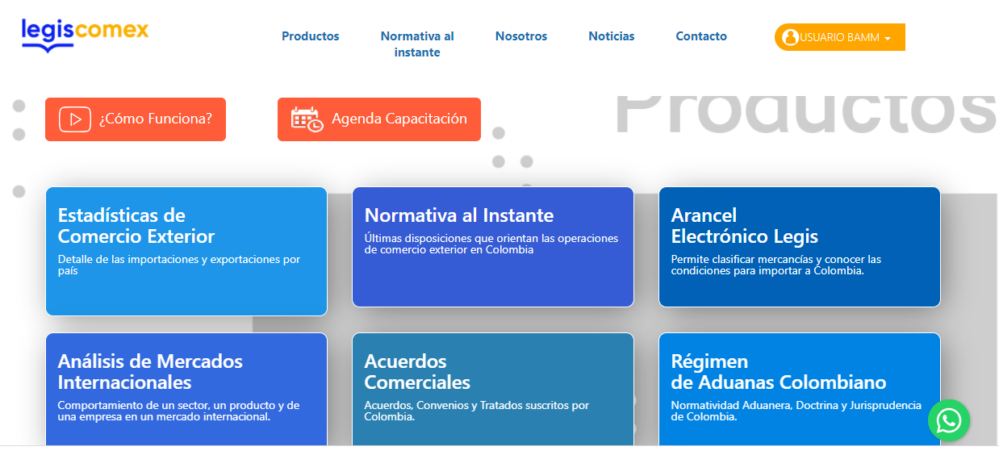 legiscomex
Productos
Normativa al
instante
Nosotros
Noticias
Contacto
USUARIO BAMM
¿Cómo Funciona?
Agenda Capacitación
Productos
Estadísticas de
Comercio Exterior
Detalle de las importaciones y exportaciones por
país
Normativa al Instante
Últimas disposiciones que orientan las operaciones
de comercio exterior en Colombia
Arancel
Electrónico Legis
Permite clasificar mercancías y conocer las
condiciones para importar a Colombia.
Análisis de Mercados
Internacionales
Comportamiento de un sector, un producto y de
una empresa en un mercado internacional.
Acuerdos
Comerciales
Acuerdos, Convenios y Tratados suscritos por
Colombia.
Régimen
de Aduanas Colombiano
Normatividad Aduanera, Doctrina y Jurisprudencia
de Colombia.